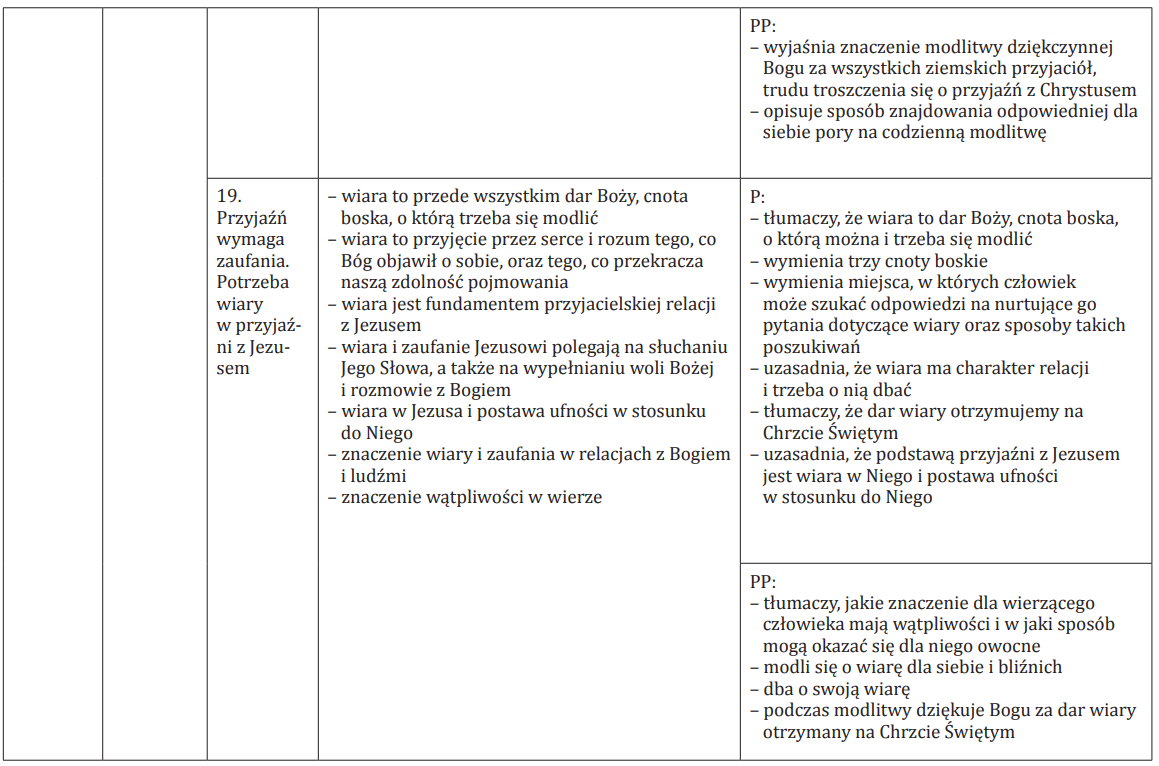 PP:
– wyjaśnia znaczenie modlitwy dziękczynnej
Bogu za wszystkich ziemskich przyjaciół,
trudu troszczenia się o przyjaźń z Chrystusem
– opisuje sposób znajdowania odpowiedniej dla
siebie pory na codzienną modlitwę
19.
Przyjaźń
wymaga
zaufania.
Potrzeba
wiary
w przyjaź-
ni z Jezu-
sem
– wiara to przede wszystkim dar Boży, cnota
boska, o którą trzeba się modlić
– wiara to przyjęcie przez serce i rozum tego, co
Bóg objawił o sobie, oraz tego, co przekracza
naszą zdolność pojmowania
– wiara jest fundamentem przyjacielskiej relacji
z Jezusem
– wiara i zaufanie Jezusowi polegają na słuchaniu
Jego Słowa, a także na wypełnianiu woli Bożej
i rozmowie z Bogiem
– wiara w Jezusa i postawa ufności w stosunku
do Niego
– znaczenie wiary i zaufania w relacjach z Bogiem
i ludźmi
– znaczenie wątpliwości w wierze
P:
– tłumaczy, że wiara to dar Boży, cnota boska,
o którą można i trzeba się modlić
– wymienia trzy cnoty boskie
– wymienia miejsca, w których człowiek
może szukać odpowiedzi na nurtujące go
pytania dotyczące wiary oraz sposoby takich
poszukiwań
– uzasadnia, że wiara ma charakter relacji
i trzeba o nią dbać
– tłumaczy, że dar wiary otrzymujemy na
Chrzcie Świętym
– uzasadnia, że podstawą przyjaźni z Jezusem
jest wiara w Niego i postawa ufności
w stosunku do Niego
PP:
– tłumaczy, jakie znaczenie dla wierzącego
człowieka mają wątpliwości i w jaki sposób
mogą okazać się dla niego owocne
– modli się o wiarę dla siebie i bliźnich
– dba o swoją wiarę
– podczas modlitwy dziękuje Bogu za dar wiary
otrzymany na Chrzcie Świętym